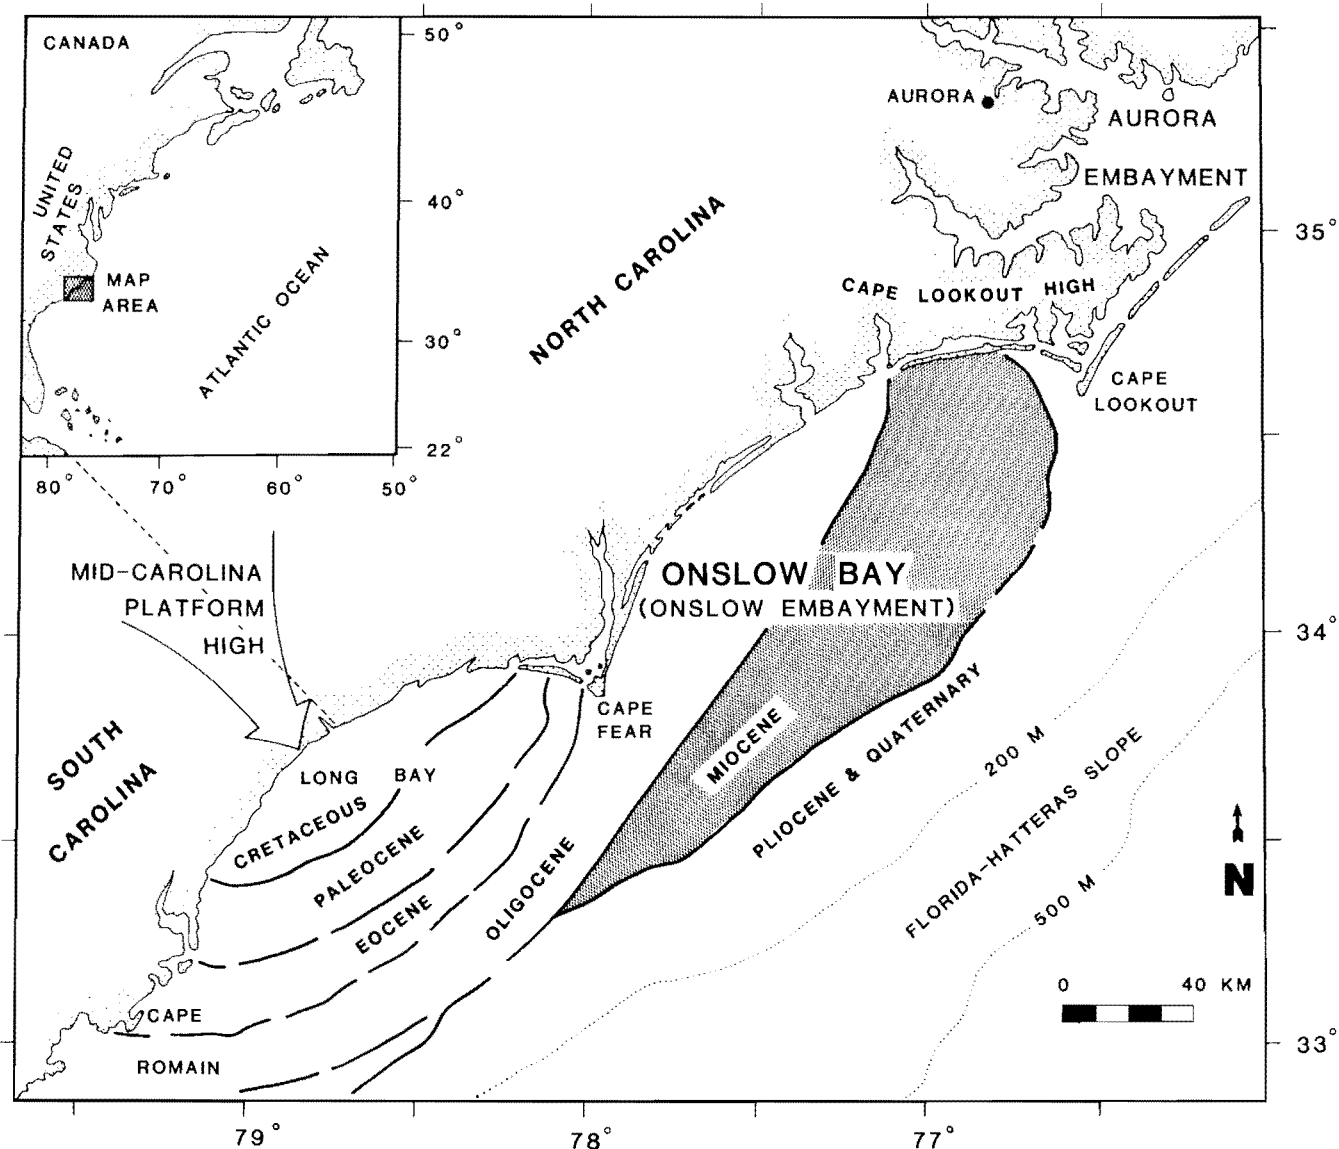 CANADA
UNITED
STATES
MAP
AREA
ATLANTIC OCEAN
50°
40°
30°
22°
80°
70°
60°
50°
AURORA
AURORA
EMBAYMENT
NORTH CAROLINA
CAPE LOOKOUT HIGH
CAPE
LOOKOUT
35°
MID-CAROLINA
PLATFORM
HIGH
ONSLOW BAY
(ONSLOW EMBAYMENT)
34°
CAPE
FEAR
SOUTH
CAROLINA
LONG BAY
CRETACEOUS
PALEOCENE
EOCENE
OLIGOCENE
MIOCENE
PLIOCENE & QUATERNARY
200 M
FLORIDA-HATTERAS SLOPE
500 M
N
0 40 KM
CAPE
ROMAIN
33°
79°
78°
77°